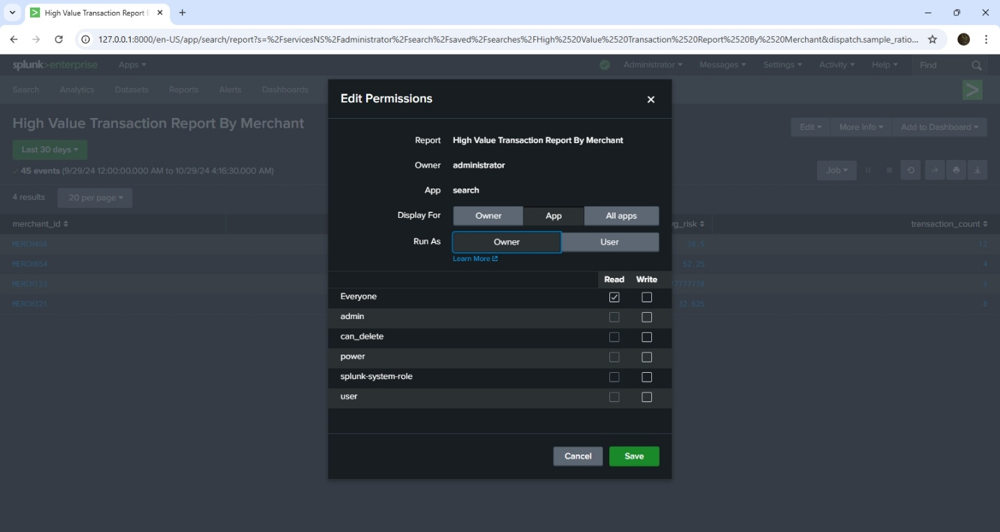 High Value Transaction Report
127.0.0.1:8000/en-US/app/search/report?s=%2FservicesNS%2Fadministrator%2Fsearch%2Fsaved%2Fsearches%2FHigh%2520Value%2520Transaction%2520Report%2520By%2520Merchant&dispatch.sample_ratio...
splunk>enterprise Apps Administrator Messages Settings Activity Help Find
Search Analytics Datasets Reports Alerts Dashboards
Edit Permissions
High Value Transaction Report By Merchant
Edit More Info Add to Dashboard
Last 30 days
✓ 45 events (9/29/24 12:00:00.000 AM to 10/29/24 4:16:30.000 AM)
Job
4 results 20 per page
merchant_id vg_risk transaction_count
MERCH456 38.5 12
MERCH654 52.25 4
MERCH123 7777778 9
MERCH321 32.625 8
Report High Value Transaction Report By Merchant
Owner administrator
App search
Display For Owner App All apps
Run As Owner User
Learn More
Read Write
Everyone
admin
can_delete
power
splunk-system-role
user
Cancel Save